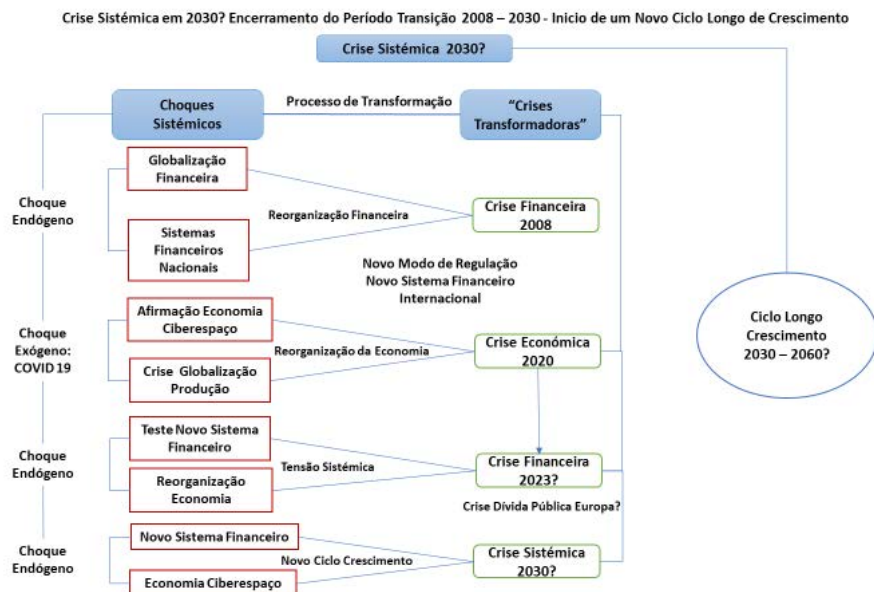 Crise Sistémica em 2030? Encerramento do Período Transição 2008 – 2030 - Inicio de um Novo Ciclo Longo de Crescimento
Crise Sistémica 2030?
Choques
Sistémicos
Processo de Transformação
“Crises
Transformadoras”
Choque
Endógeno
Globalização
Financeira
Sistemas
Financeiros
Nacionais
Reorganização Financeira
Crise Financeira
2008
Novo Modo de Regulação
Novo Sistema Financeiro
Internacional
Choque
Exógeno:
COVID 19
Afirmação Economia
Ciberespaço
Crise Globalização
Produção
Reorganização da Economia
Crise Económica
2020
Ciclo Longo
Crescimento
2030 – 2060?
Choque
Endógeno
Teste Novo Sistema
Financeiro
Reorganização
Economia
Tensão Sistémica
Crise Financeira
2023?
Crise Dívida Pública Europa?
Choque
Endógeno
Novo Sistema Financeiro
Economia Ciberespaço
Novo Ciclo Crescimento
Crise Sistémica
2030?